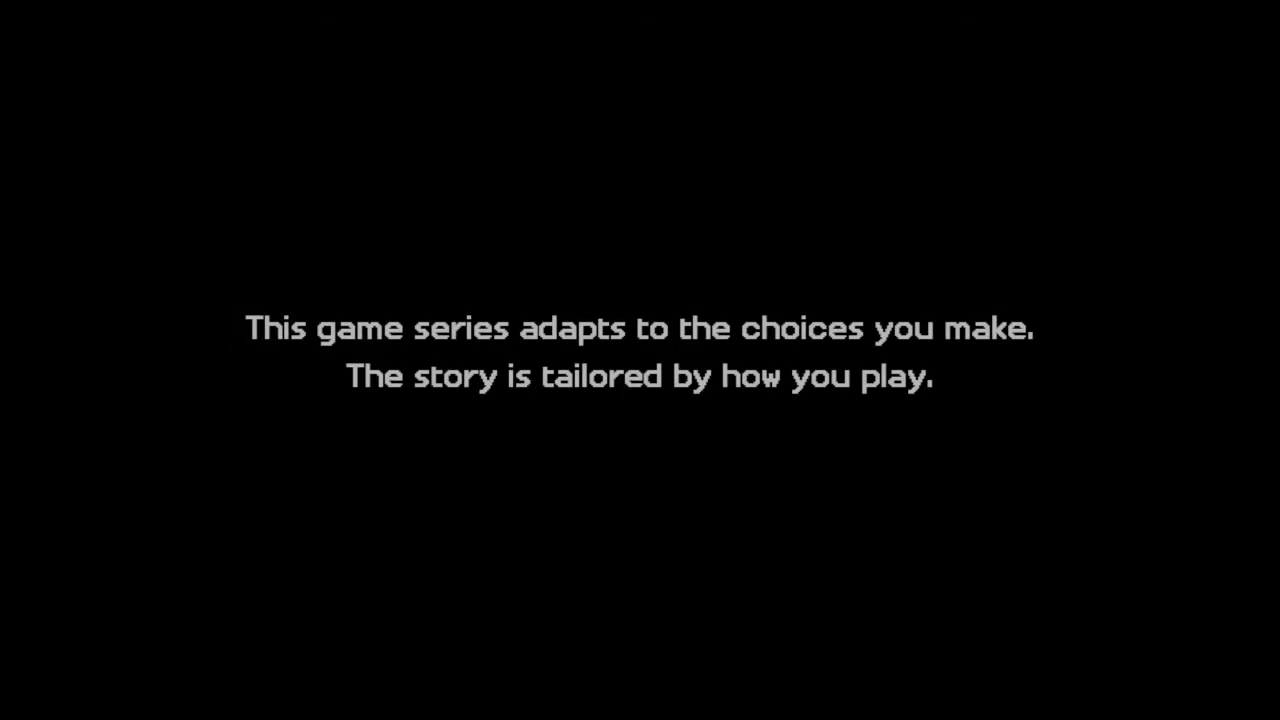 This game series adapts to the choices you make.
The story is tailored by how you play.